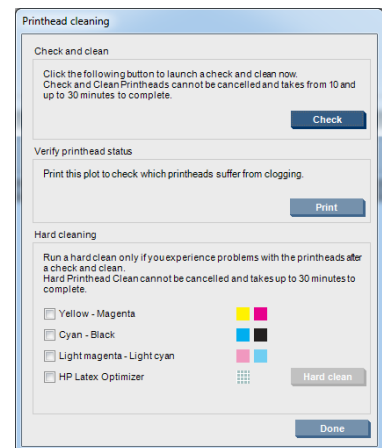 Printhead cleaning
Check and clean
Click the following button to launch a check and clean now.
Check and Clean Printheads cannot be cancelled and takes from 10 and
up to 30 minutes to complete.
Check
Verify printhead status
Print this plot to check which printheads suffer from clogging.
Print
Hard cleaning
Run a hard clean only if you experience problems with the printheads after
a check and clean.
Hard Printhead Clean cannot be cancelled and takes up to 30 minutes to
complete.
Yellow - Magenta
Cyan - Black
Light magenta - Light cyan
HP Latex Optimizer
Hard clean
Done